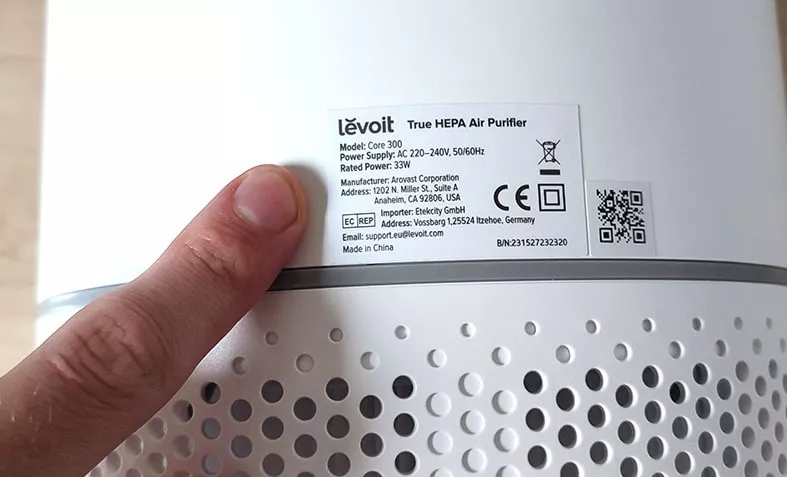 levoit True HEPA Air Purifier
Model: Core 300
Power Supply: AC 220–240V, 50/60Hz
Rated Power: 33W
Manufacturer: Arovast Corporation
Address: 1202 N. Miller St., Suite A
Anaheim, CA 92806, USA
CE
EC REP
Importer: Etekcity GmbH
Address: Vossbarg 1,25524 Itzehoe, Germany
Email: support.eu@levoit.com
Made in China
B/N:231527232320